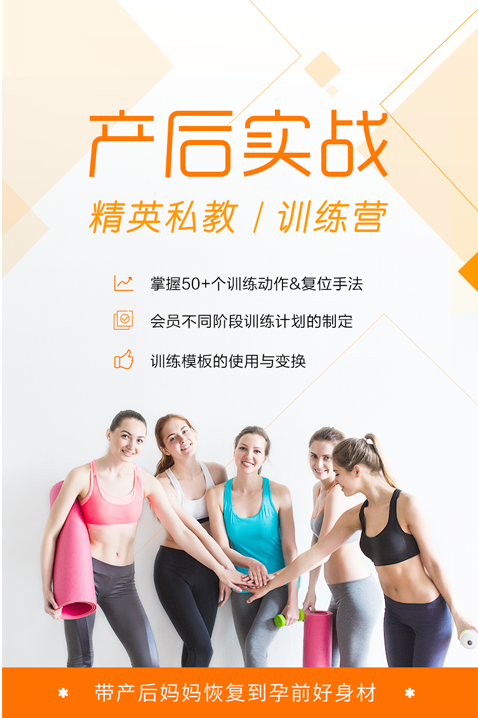 产后实战
精英私教 / 训练营
掌握50+个训练动作&复位手法
会员不同阶段训练计划的制定
训练模板的使用与变换
* 带产后妈妈恢复到孕前好身材 *